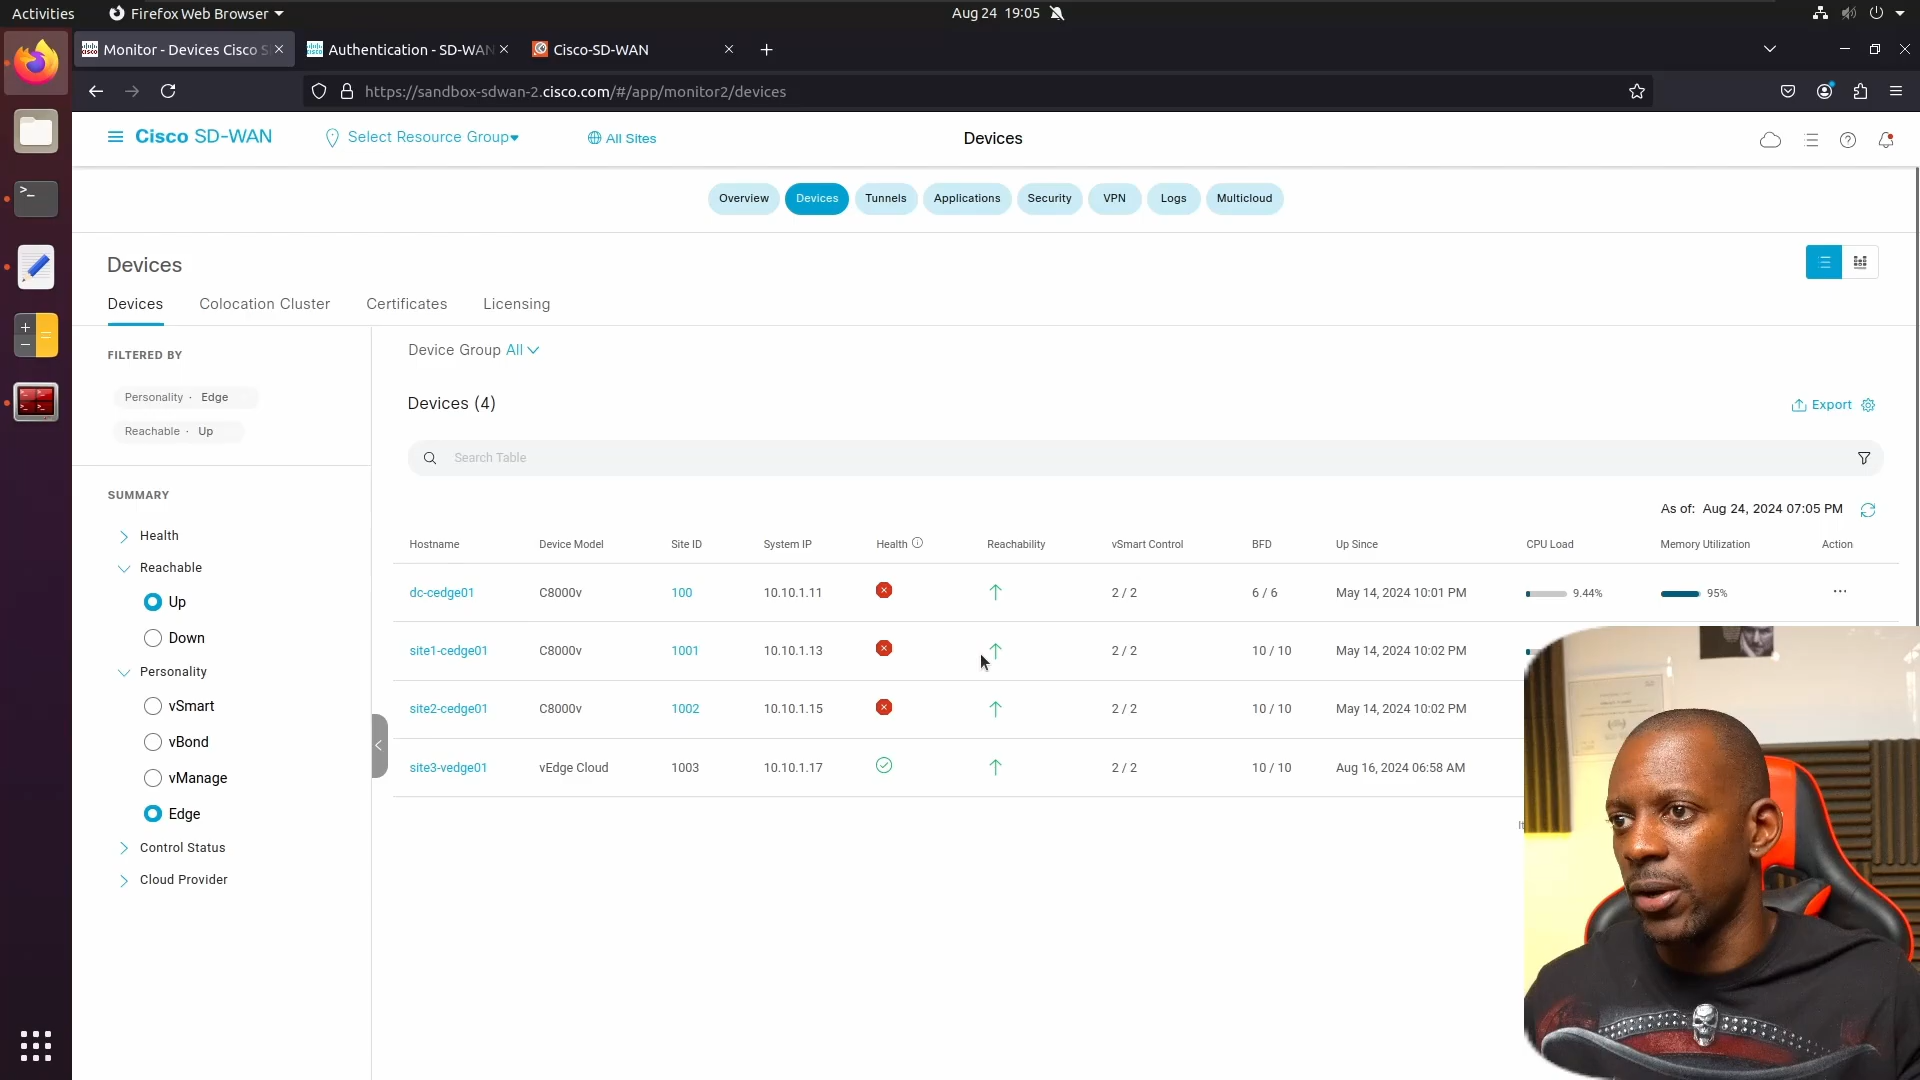 Activities
Firefox Web Browser
Aug 24 19:05
Monitor - Devices Cisco S
Authentication - SD-WAN
Cisco-SD-WAN
https://sandbox-sdwan-2.cisco.com/#/app/monitor2/devices
Cisco SD-WAN
Select Resource Group
All Sites
Devices
Overview
Devices
Tunnels
Applications
Security
VPN
Logs
Multicloud
Devices
Devices
Colocation Cluster
Certificates
Licensing
FILTERED BY
Personality · Edge
Reachable · Up
SUMMARY
Health
Reachable
Up
Down
Personality
vSmart
vBond
vManage
Edge
Control Status
Cloud Provider
Device Group All
Devices (4)
Export
Search Table
As of: Aug 24, 2024 07:05 PM
Hostname Device Model Site ID System IP Health Reachability vSmart Control BFD Up Since CPU Load Memory Utilization Action
dc-cedge01 C8000v 100 10.10.1.11 2 / 2 6 / 6 May 14, 2024 10:01 PM 9.44% 95% ...
site1-cedge01 C8000v 1001 10.10.1.13 2 / 2 10 / 10 May 14, 2024 10:02 PM
site2-cedge01 C8000v 1002 10.10.1.15 2 / 2 10 / 10 May 14, 2024 10:02 PM
site3-vedge01 vEdge Cloud 1003 10.10.1.17 2 / 2 10 / 10 Aug 16, 2024 06:58 AM